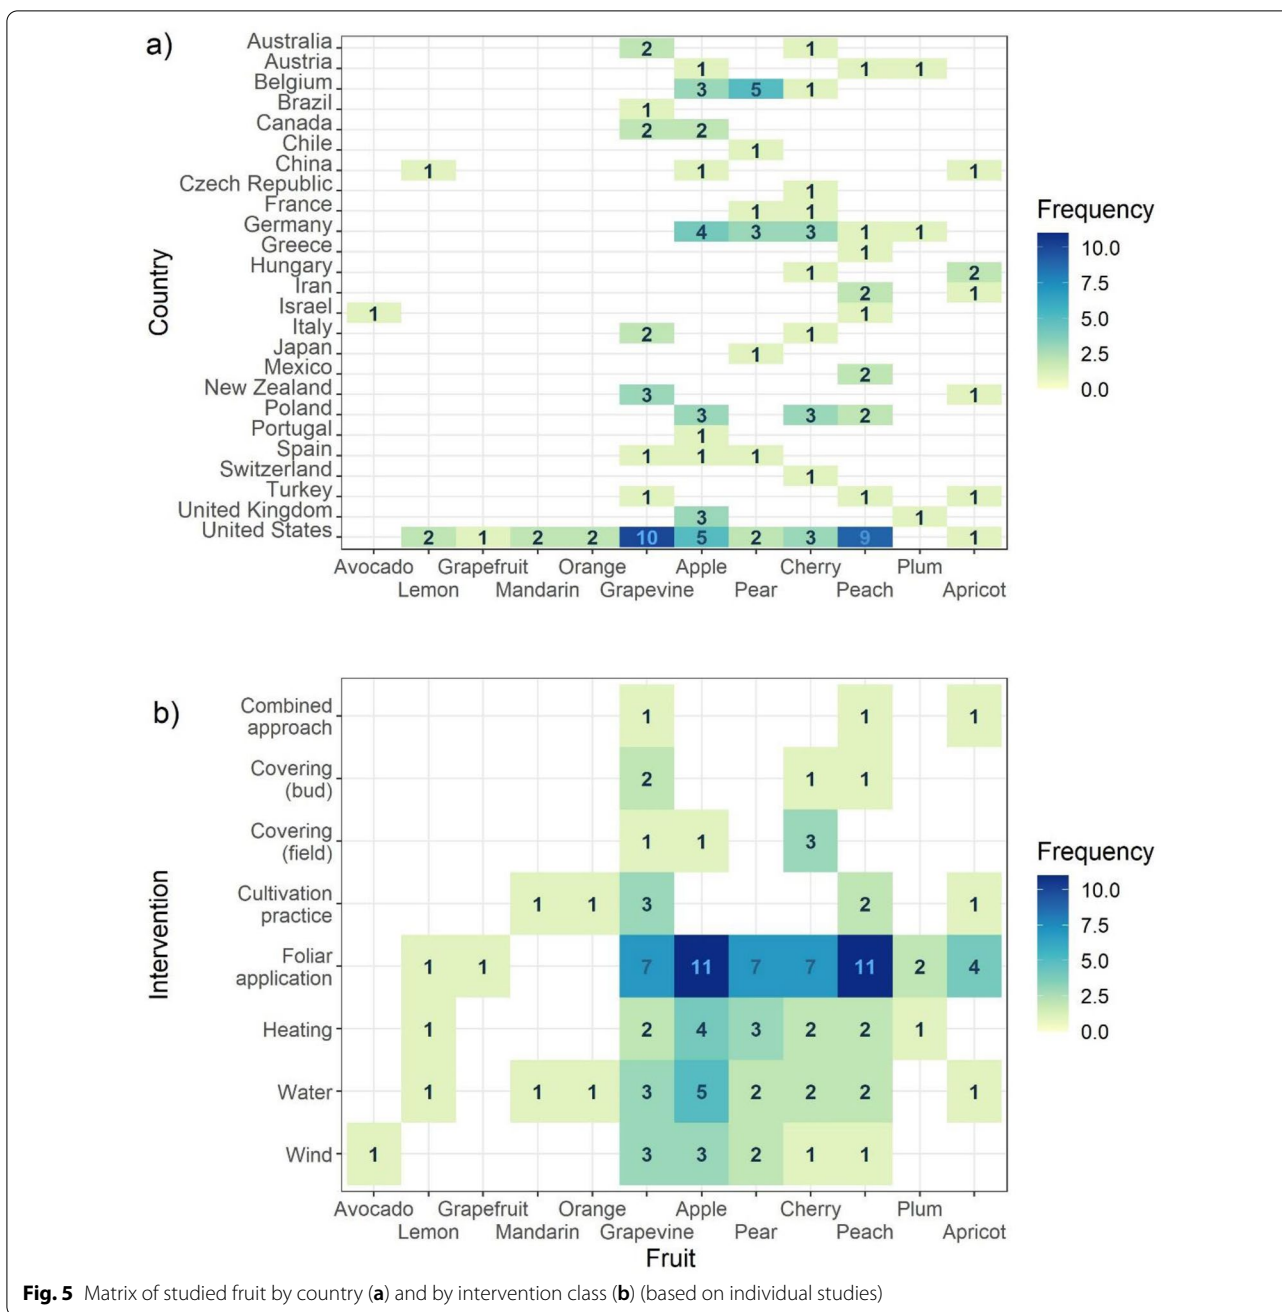 a)
Australia 2 1
Austria 1 1 1
Belgium 3 5 1
Brazil 1
Canada 2 2
Chile 1
China 1 1 1
Czech Republic 1
France 1 1
Germany 4 3 3 1 1
Greece 1
Hungary 1 2
Iran 2 1
Israel 1 1
Italy 2 1
Japan 1
Mexico 2
New Zealand 3 1
Poland 3 3 2
Portugal 1
Spain 1 1 1
Switzerland 1
Turkey 1 1 1
United Kingdom 3 1
United States 2 1 2 2 10 5 2 3 9 1
Country
Avocado Grapefruit Orange Apple Cherry Plum
Lemon Mandarin Grapevine Pear Peach Apricot
Frequency
10.0
7.5
5.0
2.5
0.0
b)
Combined
approach 1 1 1
Covering
(bud) 2 1 1
Covering
(field) 1 1 3
Cultivation
practice 1 1 3 2 1
Foliar
application 1 1 7 11 7 7 11 2 4
Heating 1 2 4 3 2 2 1
Water 1 1 1 3 5 2 2 2 1
Wind 1 3 3 2 1 1
Intervention
Avocado Grapefruit Orange Apple Cherry Plum
Lemon Mandarin Grapevine Pear Peach Apricot
Fruit
Frequency
10.0
7.5
5.0
2.5
0.0
Fig. 5 Matrix of studied fruit by country (a) and by intervention class (b) (based on individual studies)